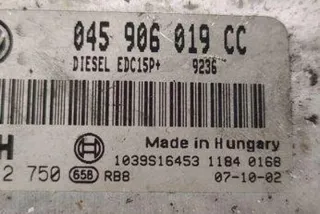 045 906 019 CC
DIESEL EDC15P+ 9236
H
Made in Hungary
1039S16453 1184 0168
2 750 658 RB8 07-10-02